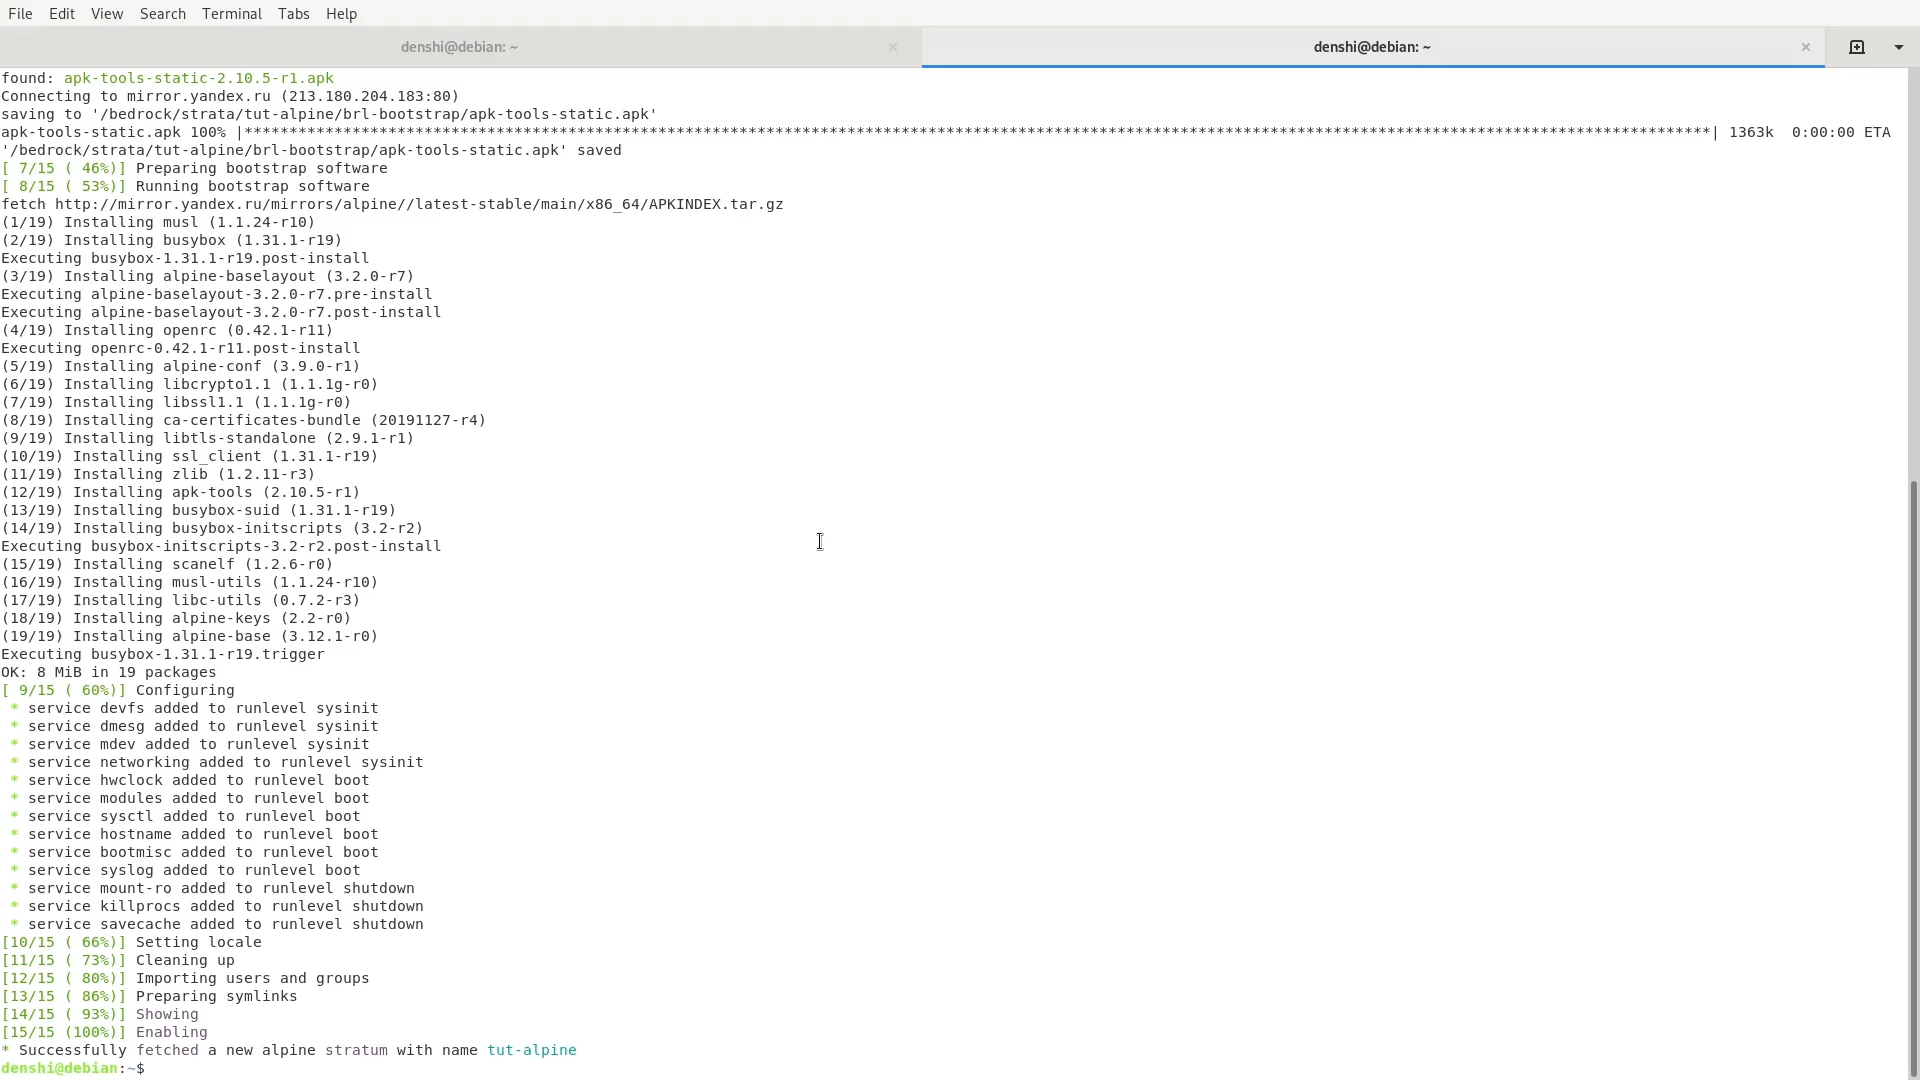 File Edit View Search Terminal Tabs Help
denshi@debian: ~ × denshi@debian: ~ ×
found: apk-tools-static-2.10.5-r1.apk
Connecting to mirror.yandex.ru (213.180.204.183:80)
saving to '/bedrock/strata/tut-alpine/brl-bootstrap/apk-tools-static.apk'
apk-tools-static.apk 100% |*******************************************************************************************************************************************************************| 1363k  0:00:00 ETA
'/bedrock/strata/tut-alpine/brl-bootstrap/apk-tools-static.apk' saved
[ 7/15 ( 46%)] Preparing bootstrap software
[ 8/15 ( 53%)] Running bootstrap software
fetch http://mirror.yandex.ru/mirrors/alpine//latest-stable/main/x86_64/APKINDEX.tar.gz
(1/19) Installing musl (1.1.24-r10)
(2/19) Installing busybox (1.31.1-r19)
Executing busybox-1.31.1-r19.post-install
(3/19) Installing alpine-baselayout (3.2.0-r7)
Executing alpine-baselayout-3.2.0-r7.pre-install
Executing alpine-baselayout-3.2.0-r7.post-install
(4/19) Installing openrc (0.42.1-r11)
Executing openrc-0.42.1-r11.post-install
(5/19) Installing alpine-conf (3.9.0-r1)
(6/19) Installing libcrypto1.1 (1.1.1g-r0)
(7/19) Installing libssl1.1 (1.1.1g-r0)
(8/19) Installing ca-certificates-bundle (20191127-r4)
(9/19) Installing libtls-standalone (2.9.1-r1)
(10/19) Installing ssl_client (1.31.1-r19)
(11/19) Installing zlib (1.2.11-r3)
(12/19) Installing apk-tools (2.10.5-r1)
(13/19) Installing busybox-suid (1.31.1-r19)
(14/19) Installing busybox-initscripts (3.2-r2)
Executing busybox-initscripts-3.2-r2.post-install
(15/19) Installing scanelf (1.2.6-r0)
(16/19) Installing musl-utils (1.1.24-r10)
(17/19) Installing libc-utils (0.7.2-r3)
(18/19) Installing alpine-keys (2.2-r0)
(19/19) Installing alpine-base (3.12.1-r0)
Executing busybox-1.31.1-r19.trigger
OK: 8 MiB in 19 packages
[ 9/15 ( 60%)] Configuring
 * service devfs added to runlevel sysinit
 * service dmesg added to runlevel sysinit
 * service mdev added to runlevel sysinit
 * service networking added to runlevel sysinit
 * service hwclock added to runlevel boot
 * service modules added to runlevel boot
 * service sysctl added to runlevel boot
 * service hostname added to runlevel boot
 * service bootmisc added to runlevel boot
 * service syslog added to runlevel boot
 * service mount-ro added to runlevel shutdown
 * service killprocs added to runlevel shutdown
 * service savecache added to runlevel shutdown
[10/15 ( 66%)] Setting locale
[11/15 ( 73%)] Cleaning up
[12/15 ( 80%)] Importing users and groups
[13/15 ( 86%)] Preparing symlinks
[14/15 ( 93%)] Showing
[15/15 (100%)] Enabling
* Successfully fetched a new alpine stratum with name tut-alpine
denshi@debian:~$